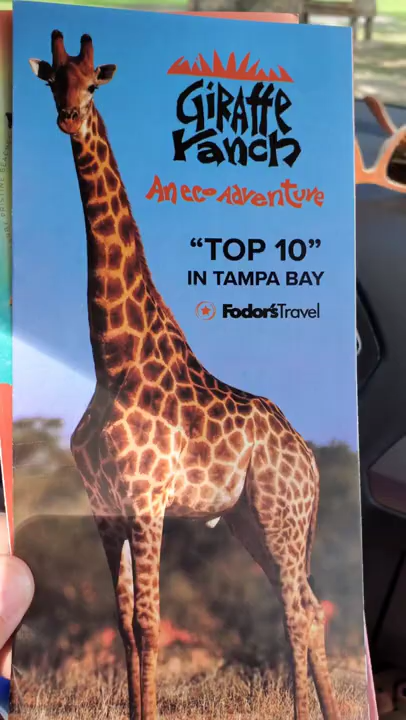 GiRAffe
rancH
An eco-Adventure
“TOP 10”
IN TAMPA BAY
Fodor'sTravel